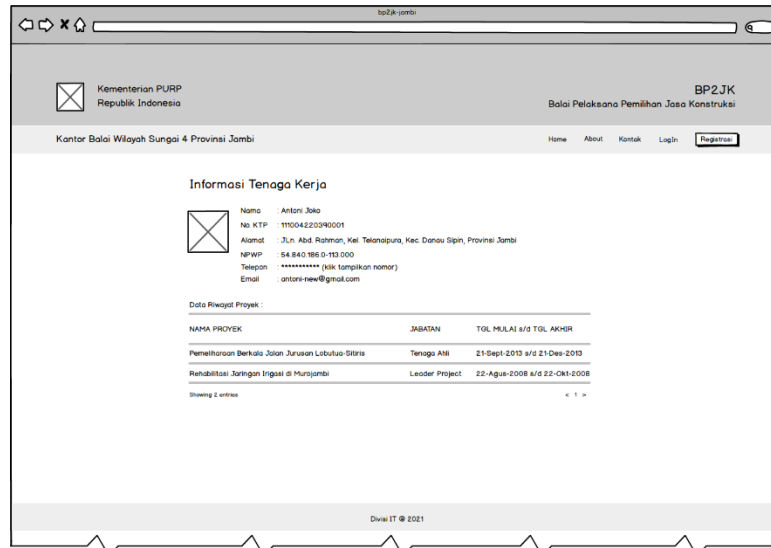 bp2jk-jambi
Kementerian PURP
Republik Indonesia
BP2JK
Balai Pelaksana Pemilihan Jasa Konstruksi
Kantor Balai Wilayah Sungai 4 Provinsi Jambi
Home About Kontak LogIn Registrasi
Informasi Tenaga Kerja
Nama : Antoni Joko
No. KTP : 111004220390001
Alamat : JLn. Abd. Rahman, Kel. Telanaipura, Kec. Danau Sipin, Provinsi Jambi
NPWP : 54.840.186.0-113.000
Telepon : *********** (klik tampilkan nomor)
Email : antoni-new@gmail.com
Data Riwayat Proyek :
NAMA PROYEK JABATAN TGL MULAI s/d TGL AKHIR
Pemeliharaan Berkala Jalan Jurusan Labutua-Sitiris Tenaga Ahli 21-Sept-2013 s/d 21-Des-2013
Rehabilitasi Jaringan Irigasi di Murojambi Leader Project 22-Agus-2008 s/d 22-Okt-2008
Showing 2 entries < 1 >
Divisi IT @ 2021